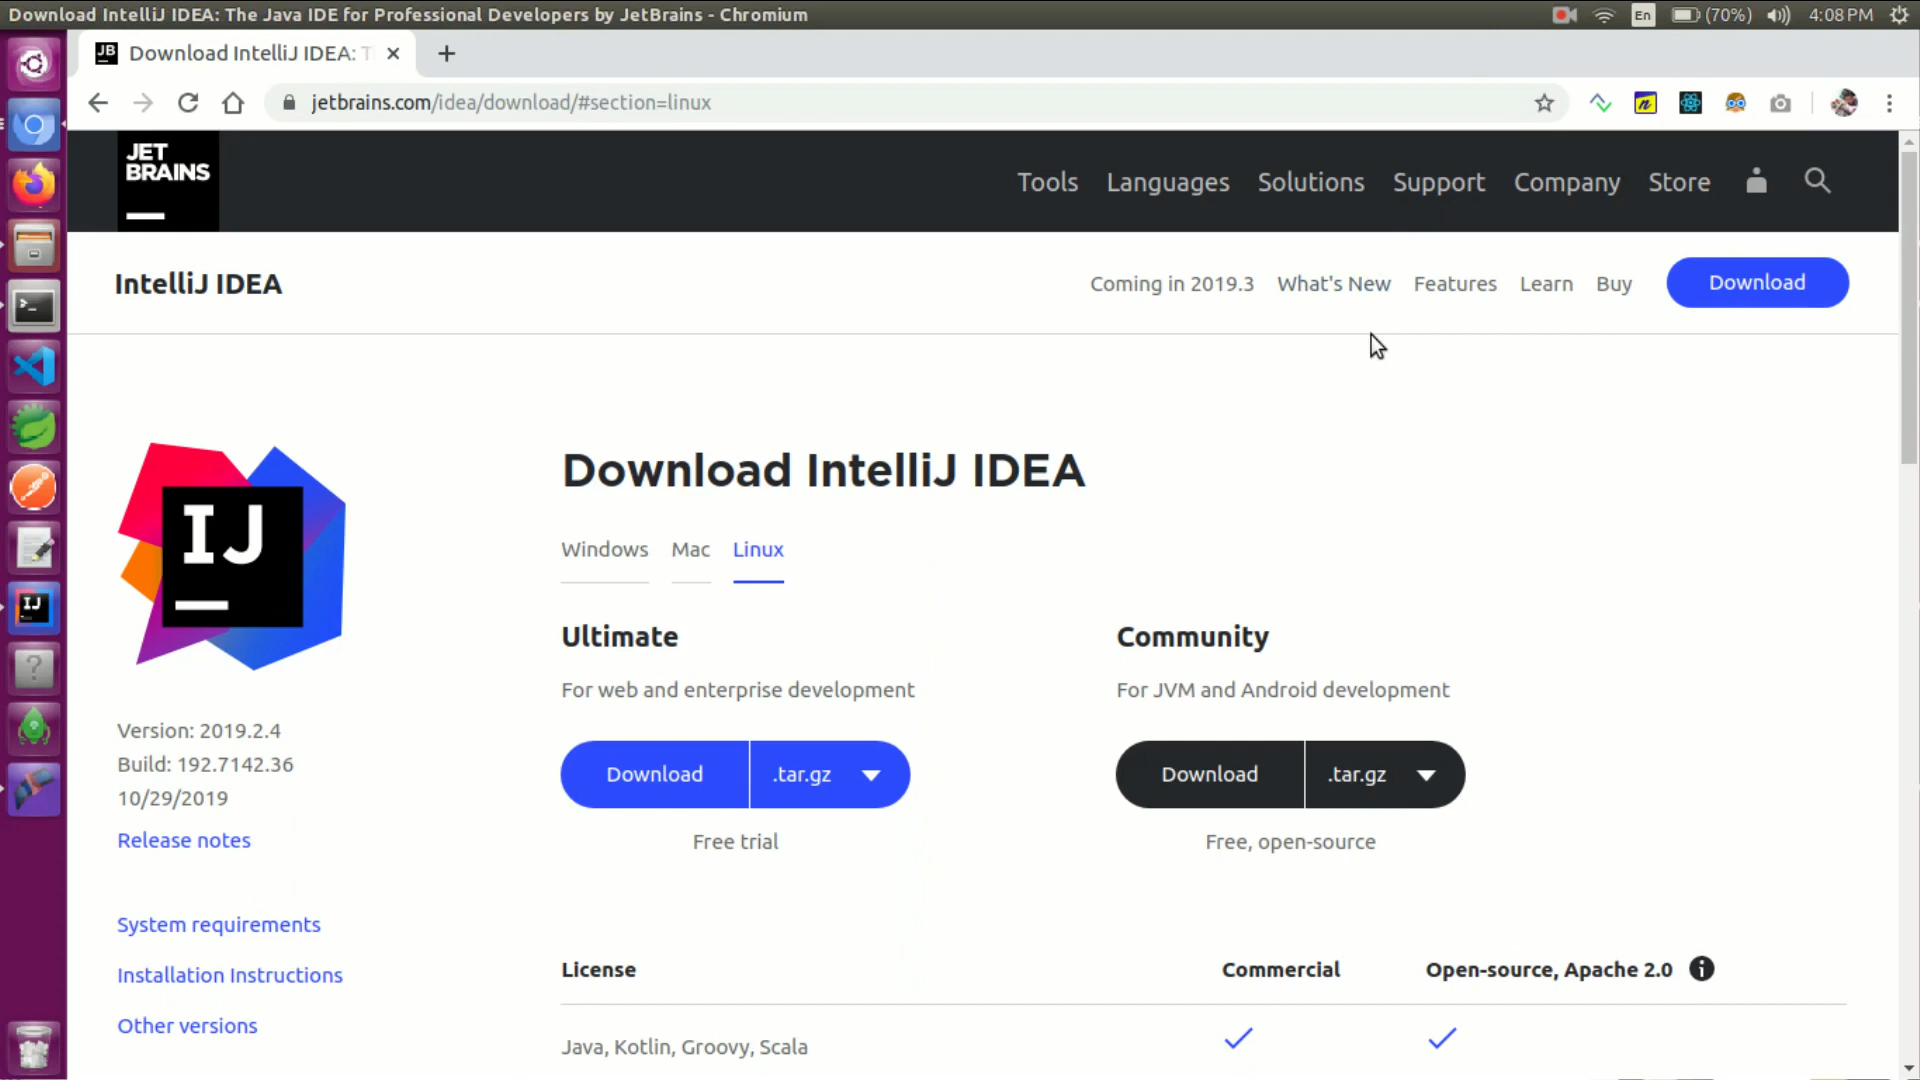 Download IntelliJ IDEA: The Java IDE for Professional Developers by JetBrains - Chromium
En (70%) 4:08 PM
JB Download IntelliJ IDEA: T
jetbrains.com/idea/download/#section=linux
n
JET
BRAINS
Tools Languages Solutions Support Company Store
IntelliJ IDEA
Coming in 2019.3 What's New Features Learn Buy Download
Download IntelliJ IDEA
IJ
Windows Mac Linux
IJ
Ultimate Community
For web and enterprise development For JVM and Android development
Version: 2019.2.4
Build: 192.7142.36
10/29/2019
Release notes
Download .tar.gz Download .tar.gz
Free trial Free, open-source
System requirements
Installation Instructions
Other versions
License Commercial Open-source, Apache 2.0
Java, Kotlin, Groovy, Scala